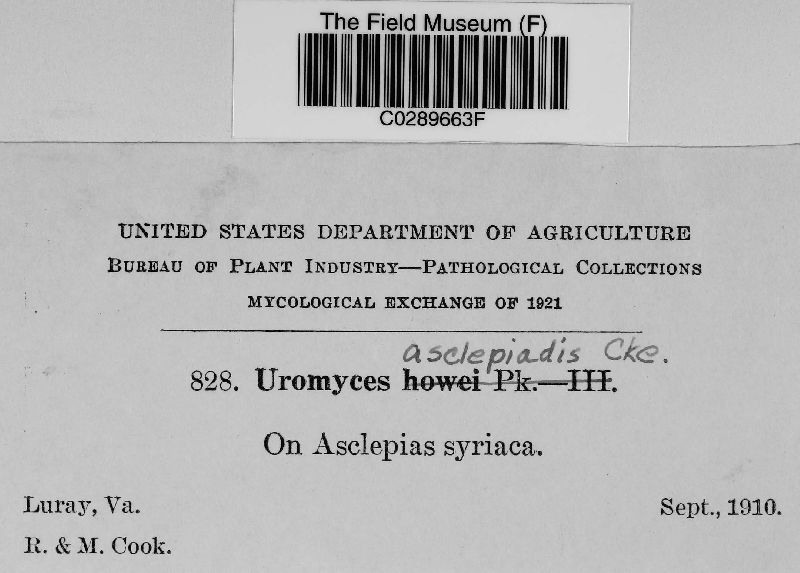 The Field Museum (F)
C0289663F
UNITED STATES DEPARTMENT OF AGRICULTURE
BUREAU OF PLANT INDUSTRY—PATHOLOGICAL COLLECTIONS
MYCOLOGICAL EXCHANGE OF 1921
asclepiadis Cke.
828. Uromyces howei Pk.—III.
On Asclepias syriaca.
Luray, Va.
Sept., 1910.
R. & M. Cook.